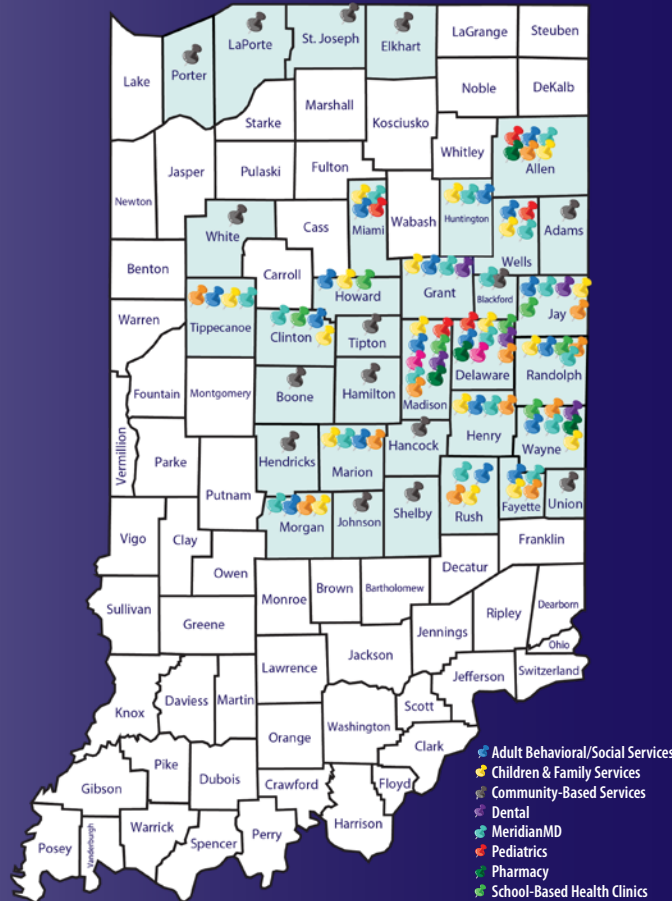 LaGrange
Steuben
St. Joseph
LaPorte
Elkhart
Porter
Lake
Noble
DeKalb
Marshall
Starke
Kosciusko
Whitley
Allen
Fulton
Pulaski
Jasper
Newton
Miami
Wabash
Huntington
Cass
White
Wells
Adams
Benton
Carroll
Howard
Grant
Blackford
Jay
Warren
Tippecanoe
Clinton
Tipton
Delaware
Randolph
Fountain
Montgomery
Boone
Hamilton
Madison
Henry
Wayne
Hancock
Vermillion
Parke
Hendricks
Marion
Putnam
Shelby
Rush
Fayette
Union
Morgan
Johnson
Vigo
Clay
Franklin
Owen
Decatur
Monroe
Brown
Bartholomew
Sullivan
Greene
Ripley
Dearborn
Jennings
Ohio
Jackson
Lawrence
Jefferson
Switzerland
Knox
Daviess
Martin
Scott
Washington
Orange
Clark
Pike
Dubois
Gibson
Crawford
Floyd
Harrison
Warrick
Perry
Spencer
Posey
Vanderburgh
Adult Behavioral/Social Services
Children & Family Services
Community-Based Services
Dental
MeridianMD
Pediatrics
Pharmacy
School-Based Health Clinics